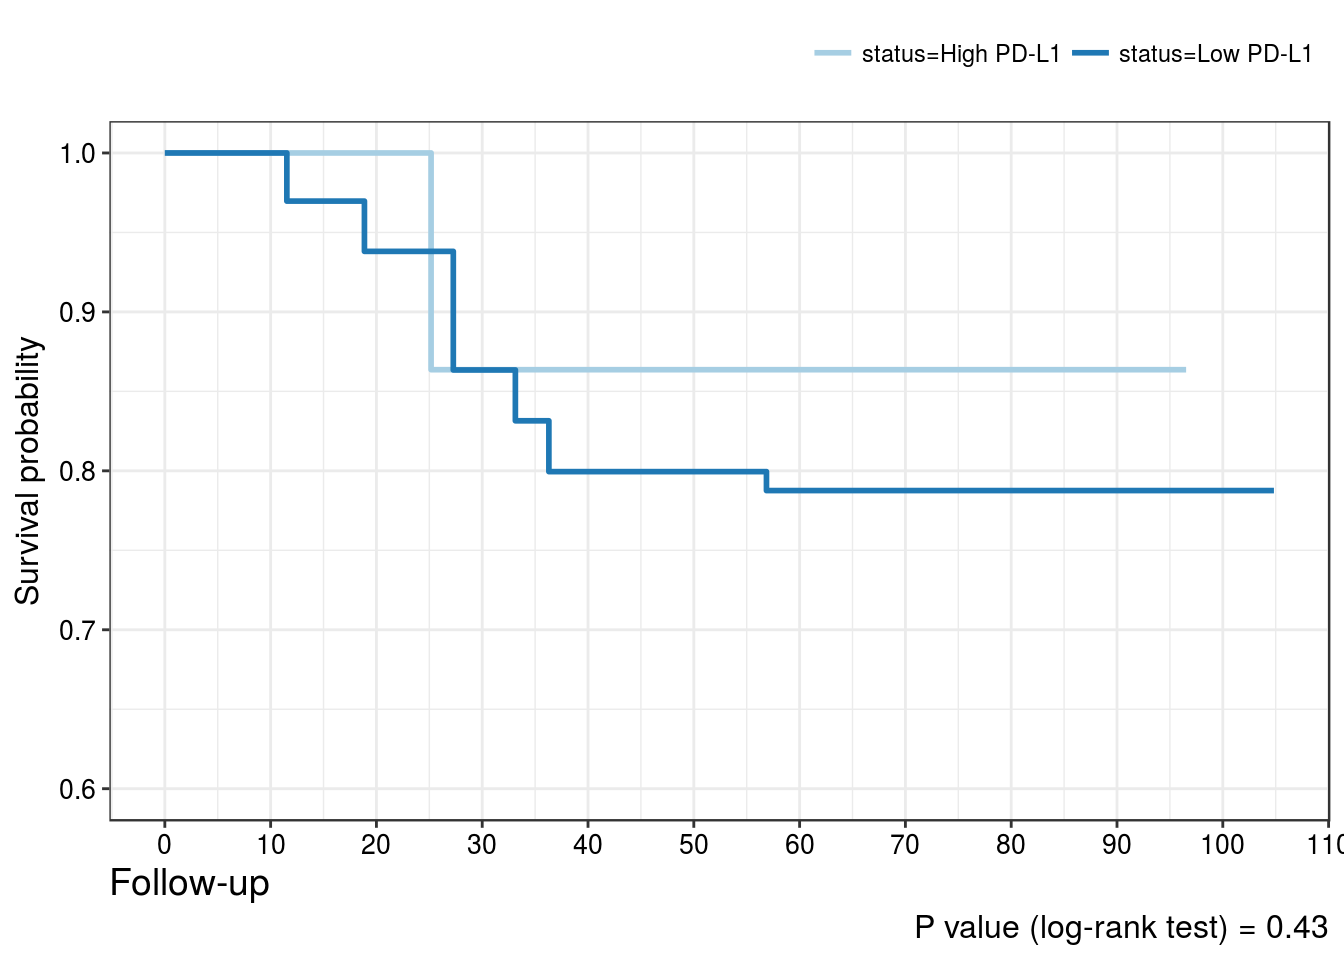 status=High PD-L1 status=Low PD-L1
1.0
0.9
0.8
0.7
0.6
Survival probability
0 10 20 30 40 50 60 70 80 90 100 110
Follow-up
P value (log-rank test) = 0.43